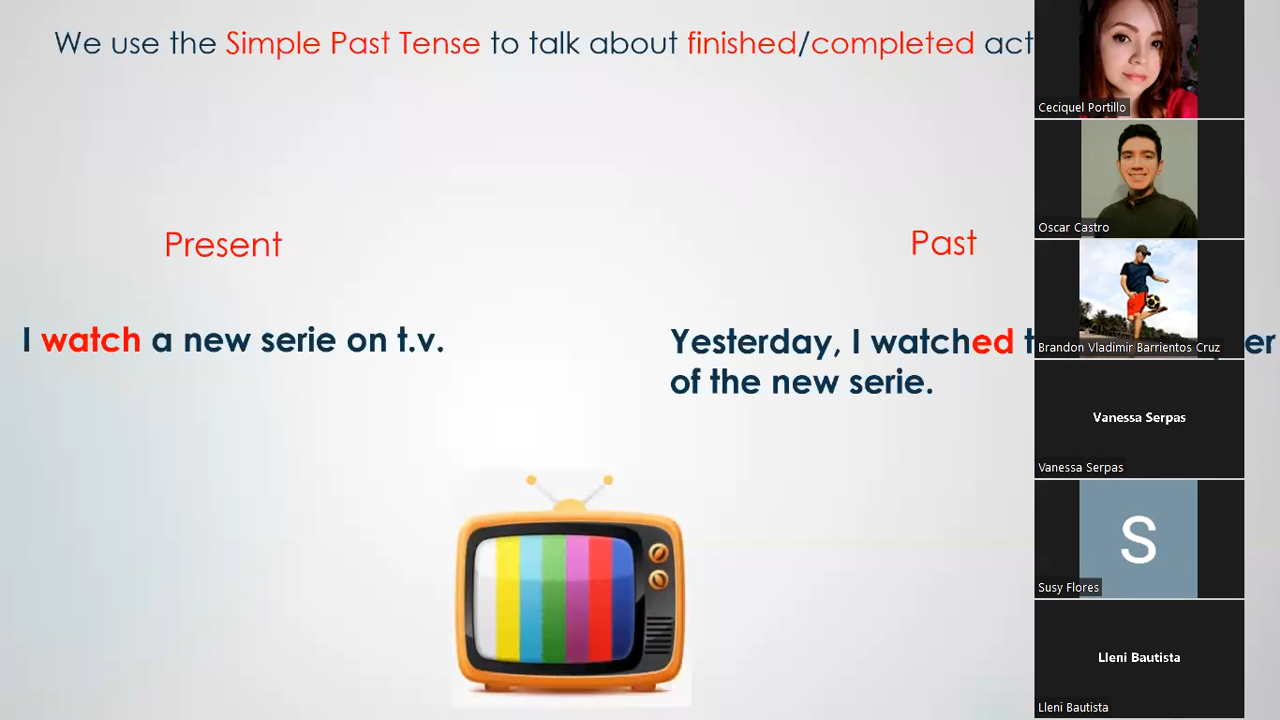 We use the Simple Past Tense to talk about finished/completed act
Present
Past
I watch a new serie on t.v.
Yesterday, I watched
of the new serie.
Ceciquel Portillo
Oscar Castro
Brandon Vladimir Barrientos Cruz
Vanessa Serpas
Vanessa Serpas
S
Susy Flores
Lleni Bautista
Lleni Bautista